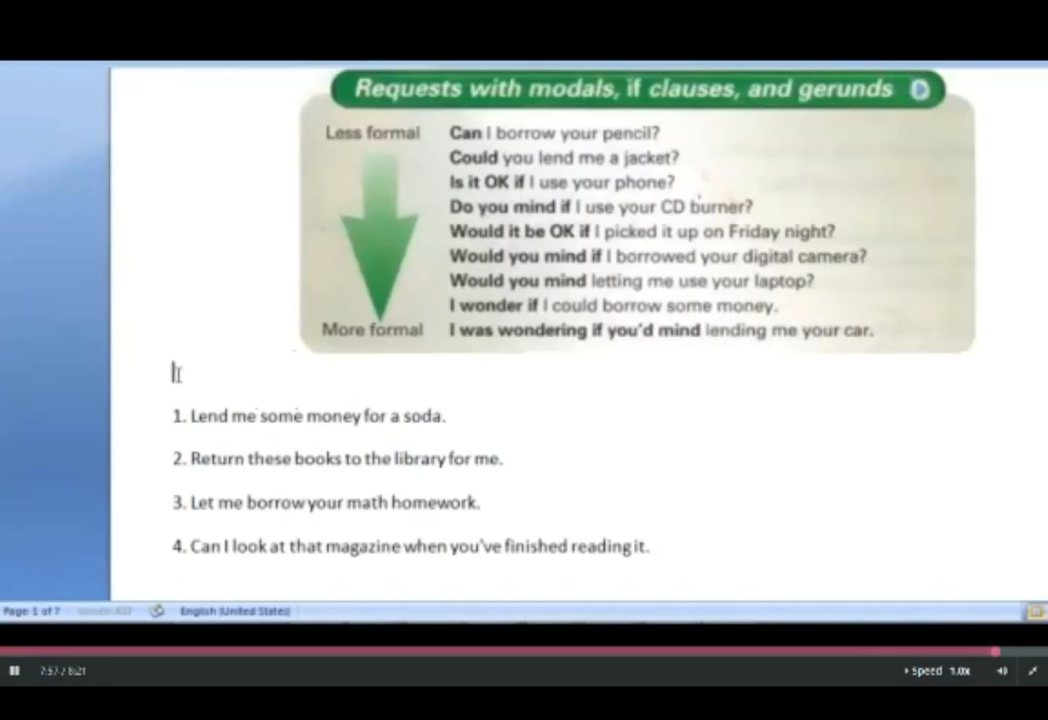 Requests with modals, if clauses, and gerunds
Less formal
Can I borrow your pencil?
Could you lend me a jacket?
Is it OK if I use your phone?
Do you mind if I use your CD burner?
Would it be OK if I picked it up on Friday night?
Would you mind if I borrowed your digital camera?
Would you mind letting me use your laptop?
I wonder if I could borrow some money.
More formal
I was wondering if you'd mind lending me your car.
1. Lend me some money for a soda.
2. Return these books to the library for me.
3. Let me borrow your math homework.
4. Can I look at that magazine when you've finished reading it.
Page: 1 of 7
English (United States)
7:57 / 8:21
Speed 1.0x